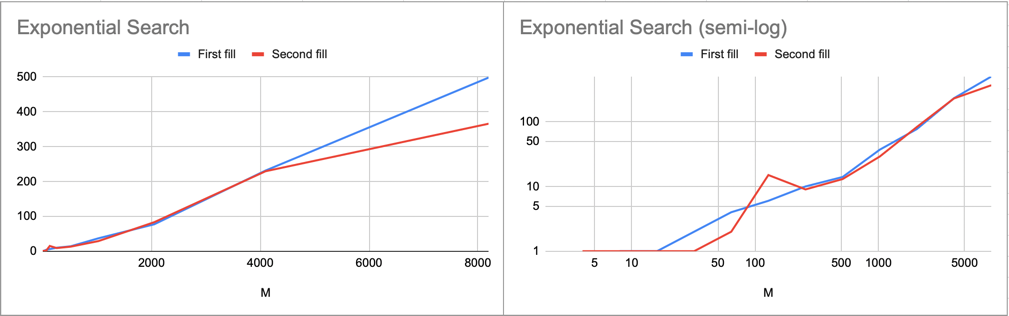 Exponential Search
First fill Second fill
500
400
300
200
100
0
2000 4000 6000 8000
M
Exponential Search (semi-log)
First fill Second fill
100
50
10
5
1
5 10 50 100 500 1000 5000
M